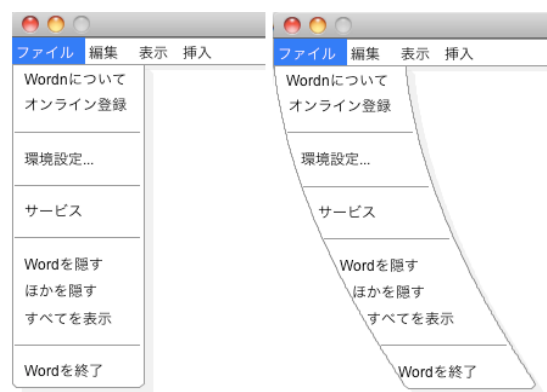 ファイル 編集 表示 挿入
Wordnについて
オンライン登録
環境設定...
サービス
Wordを隠す
ほかを隠す
すべてを表示
Wordを終了
ファイル 編集 表示 挿入
Wordnについて
オンライン登録
環境設定...
サービス
Wordを隠す
ほかを隠す
すべてを表示
Wordを終了